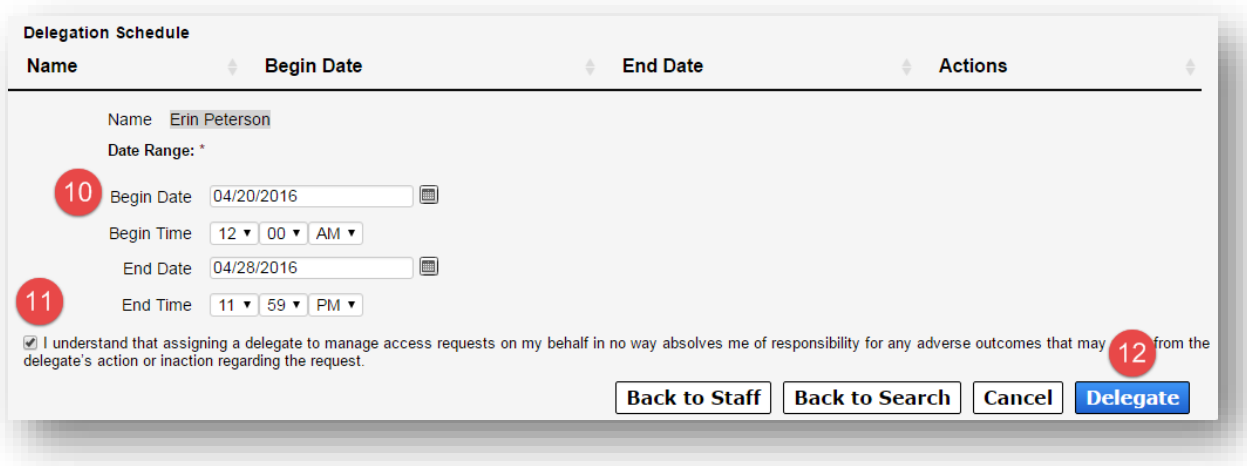 Delegation Schedule
Name Begin Date End Date Actions
Name Erin Peterson
Date Range: *
10 Begin Date 04/20/2016
Begin Time 12 00 AM
End Date 04/28/2016
11 End Time 11 59 PM
I understand that assigning a delegate to manage access requests on my behalf in no way absolves me of responsibility for any adverse outcomes that may 12 from the
delegate's action or inaction regarding the request.
Back to Staff Back to Search Cancel Delegate